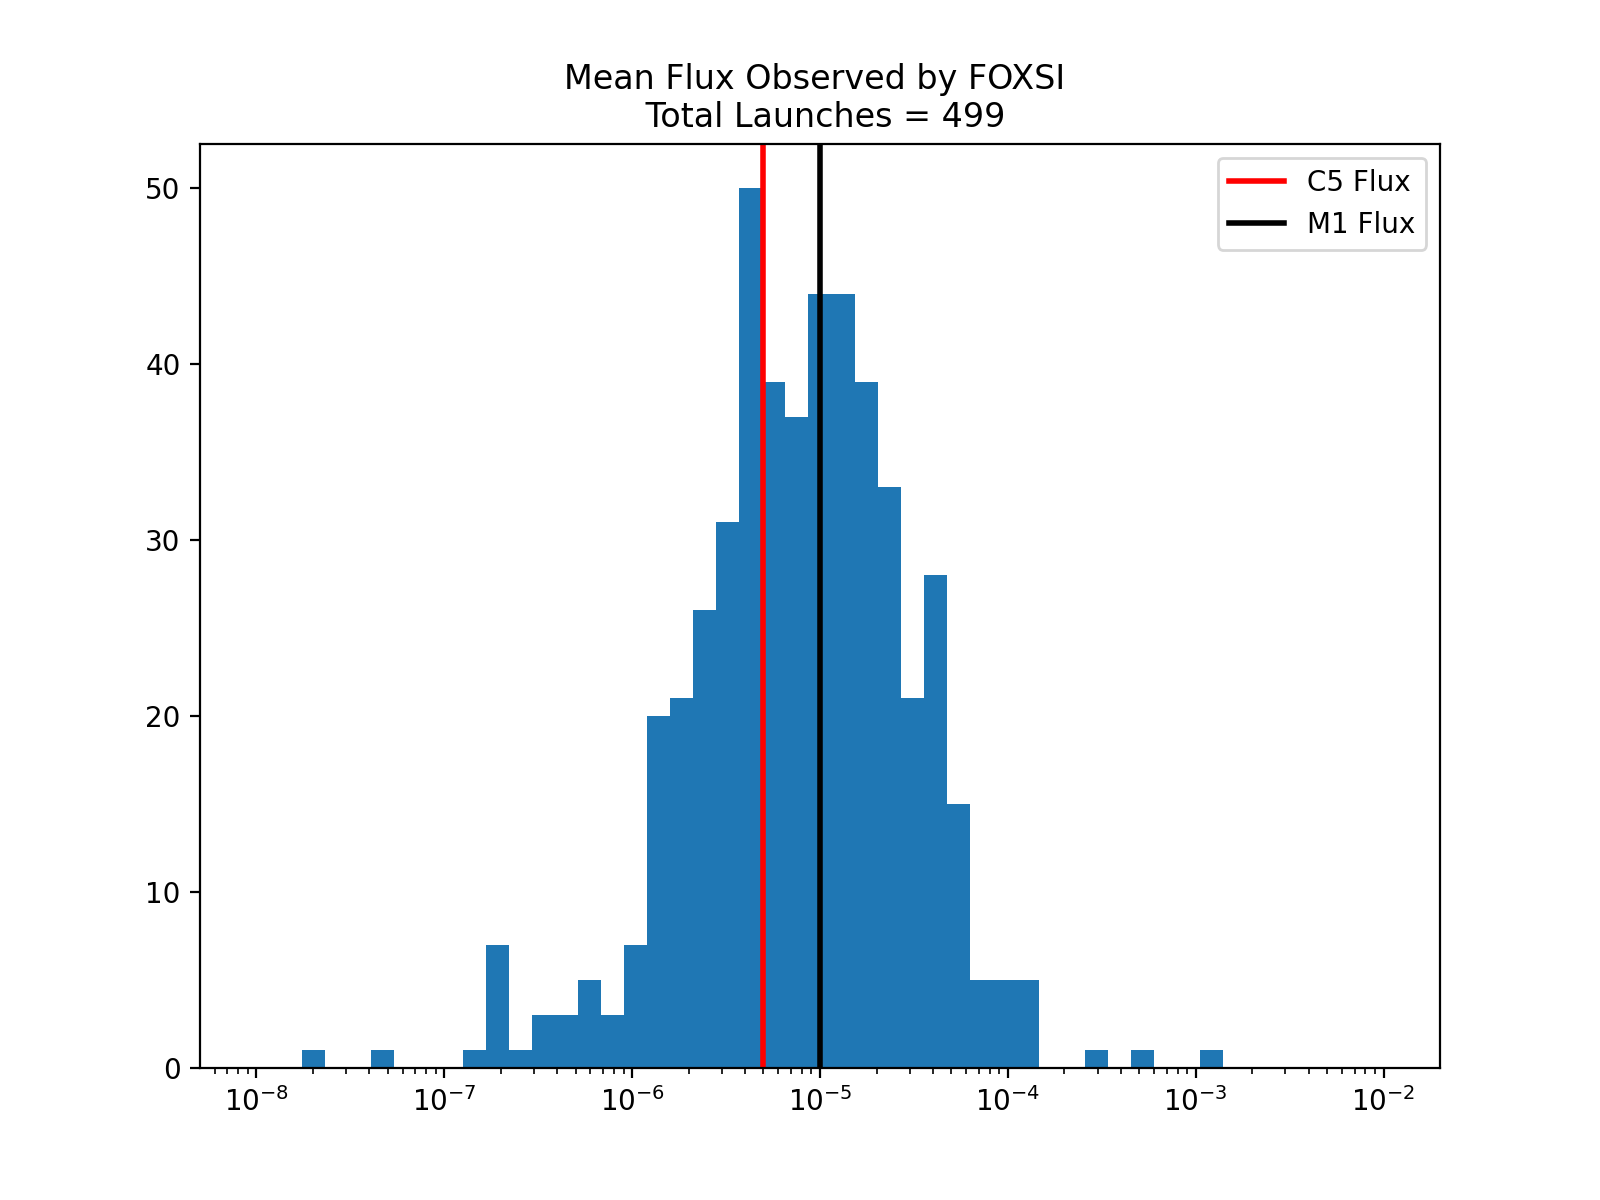 Mean Flux Observed by FOXSI
Total Launches = 499
C5 Flux
M1 Flux
50
40
30
20
10
0
10⁻⁸ 10⁻⁷ 10⁻⁶ 10⁻⁵ 10⁻⁴ 10⁻³ 10⁻²